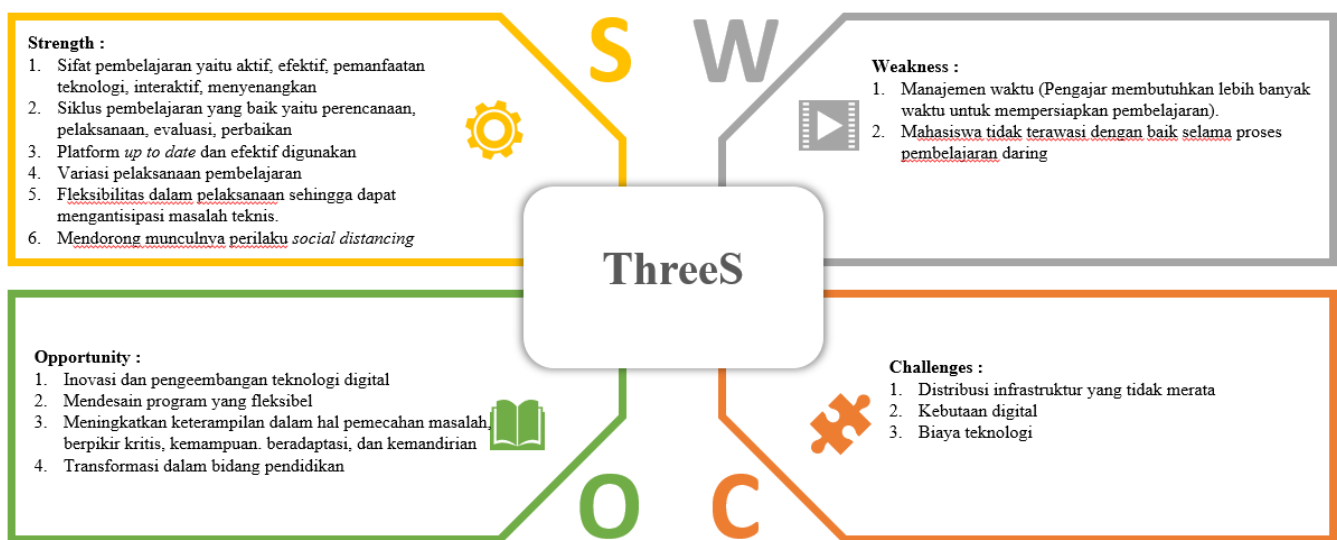 S W
Strength :
1. Sifat pembelajaran yaitu aktif, efektif, pemanfaatan
teknologi, interaktif, menyenangkan
2. Siklus pembelajaran yang baik yaitu perencanaan,
pelaksanaan, evaluasi, perbaikan
3. Platform up to date dan efektif digunakan
4. Variasi pelaksanaan pembelajaran
5. Fleksibilitas dalam pelaksanaan sehingga dapat
mengantisipasi masalah teknis.
6. Mendorong munculnya perilaku social distancing
Weakness :
1. Manajemen waktu (Pengajar membutuhkan lebih banyak
waktu untuk mempersiapkan pembelajaran).
2. Mahasiswa tidak terawasi dengan baik selama proses
pembelajaran daring
ThreeS
Opportunity :
1. Inovasi dan pengeembangan teknologi digital
2. Mendesain program yang fleksibel
3. Meningkatkan keterampilan dalam hal pemecahan masalah,
berpikir kritis, kemampuan. beradaptasi, dan kemandirian
4. Transformasi dalam bidang pendidikan
Challenges :
1. Distribusi infrastruktur yang tidak merata
2. Kebutaan digital
3. Biaya teknologi
O C